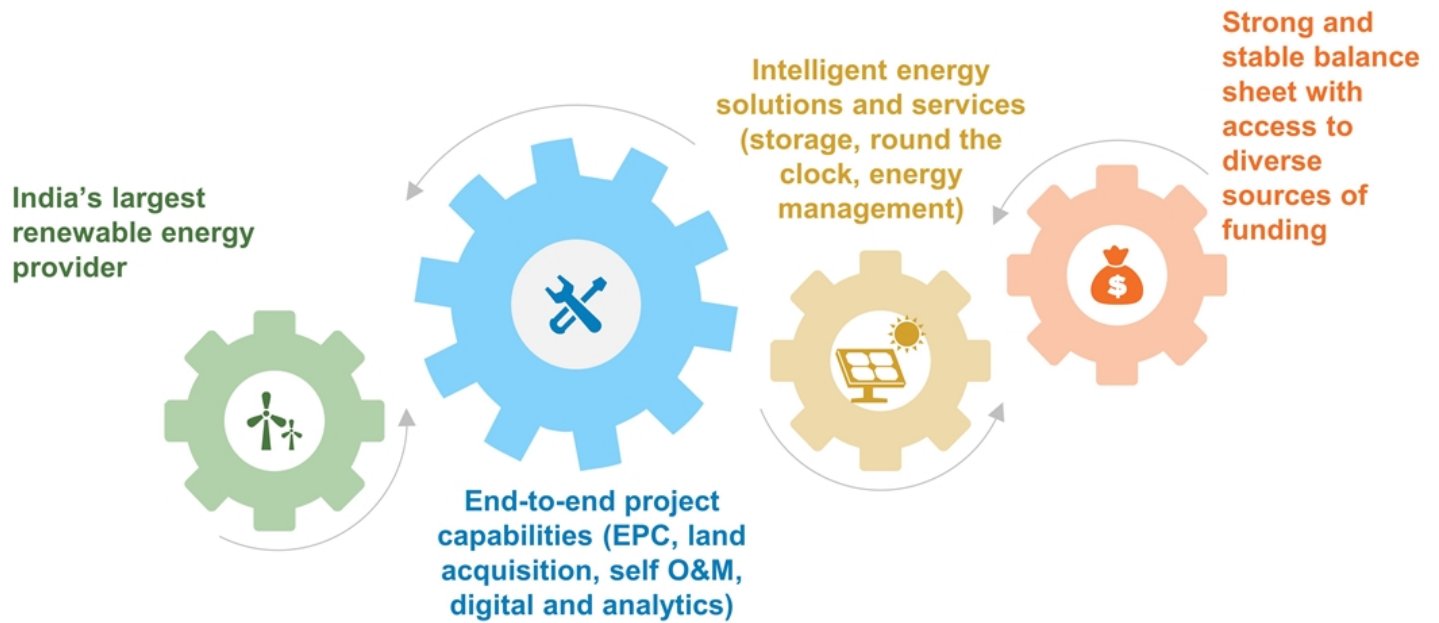 India’s largest
renewable energy
provider
End-to-end project
capabilities (EPC, land
acquisition, self O&M,
digital and analytics)
Intelligent energy
solutions and services
(storage, round the
clock, energy
management)
Strong and
stable balance
sheet with
access to
diverse
sources of
funding
$